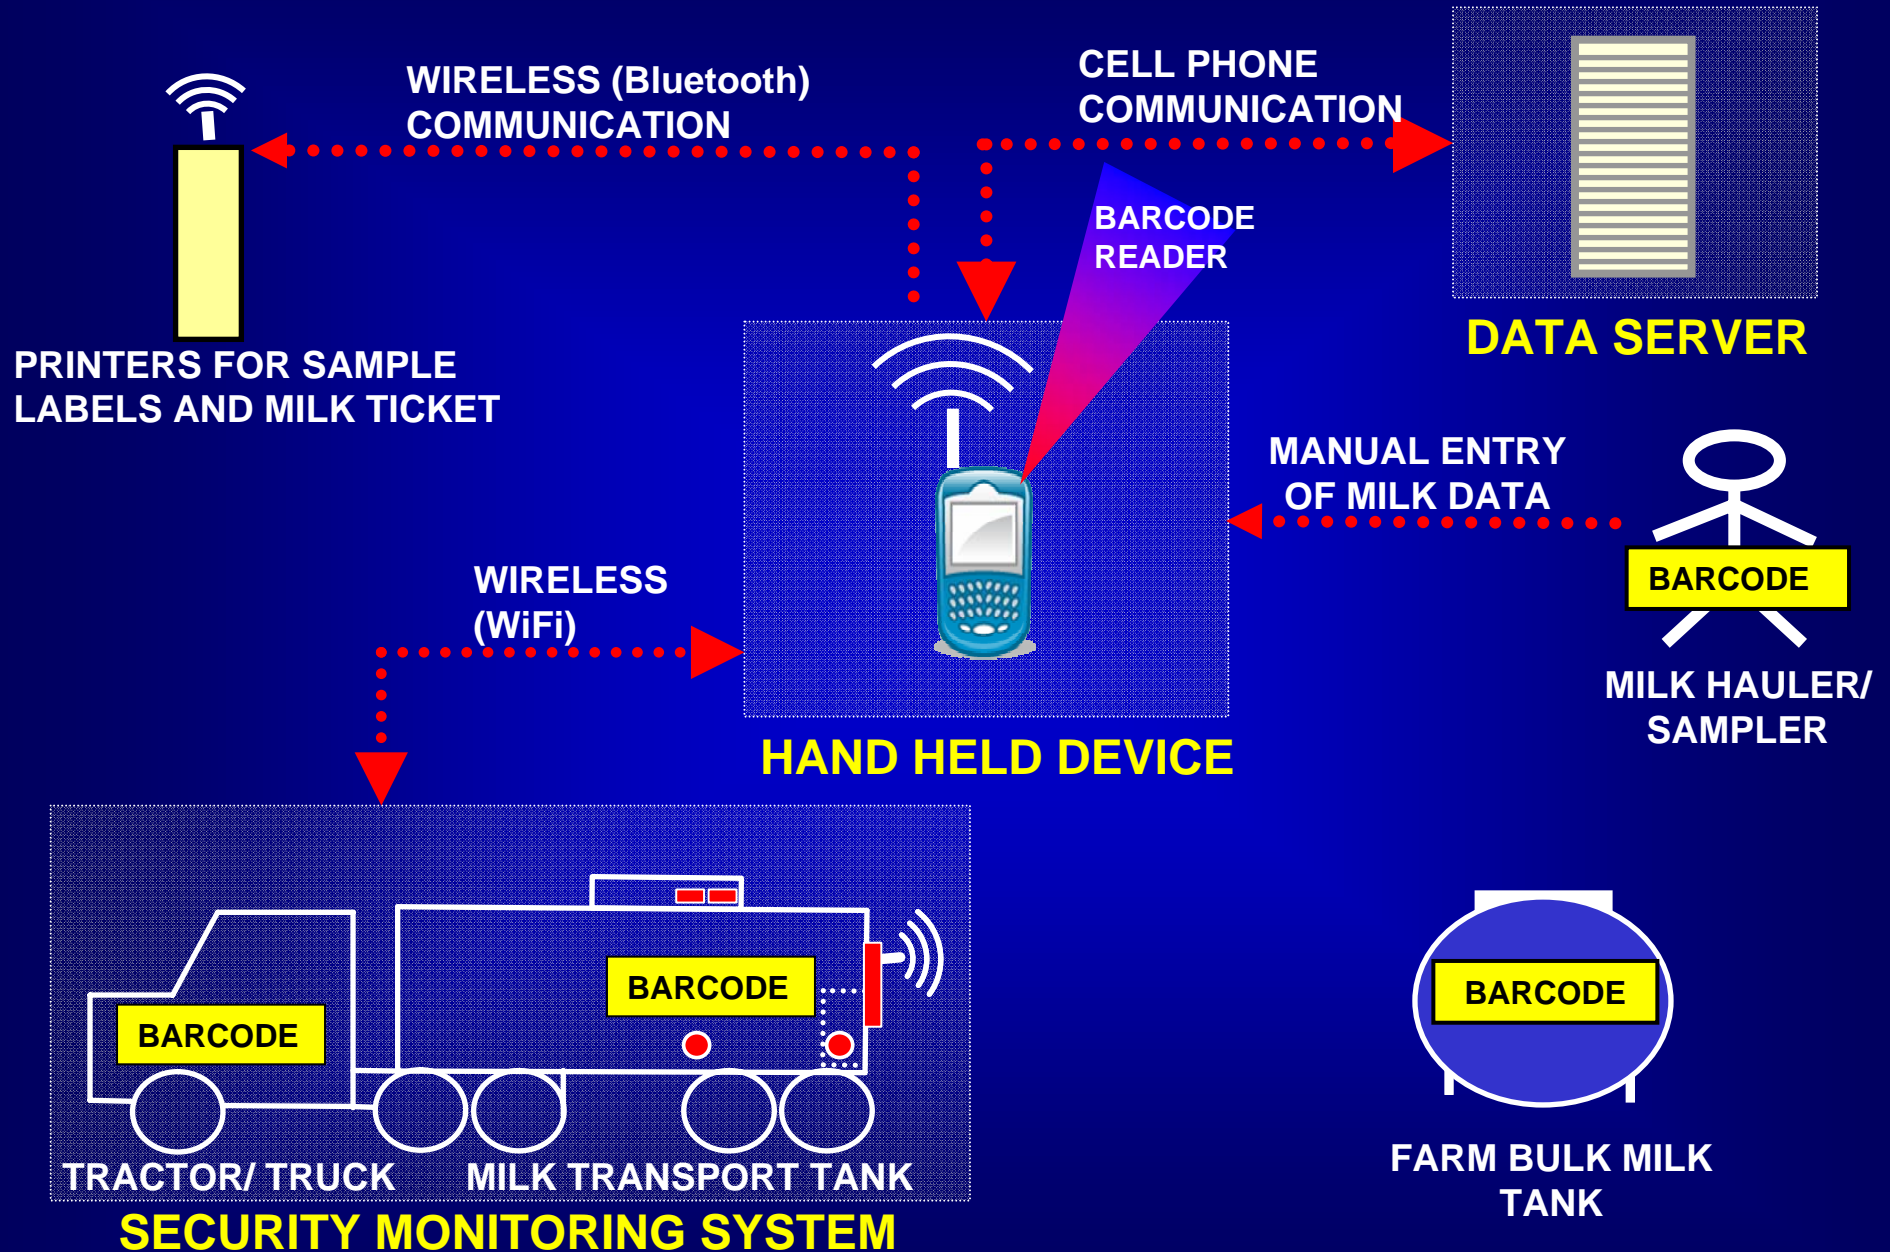 WIRELESS (Bluetooth)
COMMUNICATION
CELL PHONE
COMMUNICATION
BARCODE
READER
DATA SERVER
PRINTERS FOR SAMPLE
LABELS AND MILK TICKET
MANUAL ENTRY
OF MILK DATA
BARCODE
MILK HAULER/
SAMPLER
WIRELESS
(WiFi)
HAND HELD DEVICE
BARCODE
BARCODE
TRACTOR/ TRUCK
MILK TRANSPORT TANK
SECURITY MONITORING SYSTEM
BARCODE
FARM BULK MILK
TANK